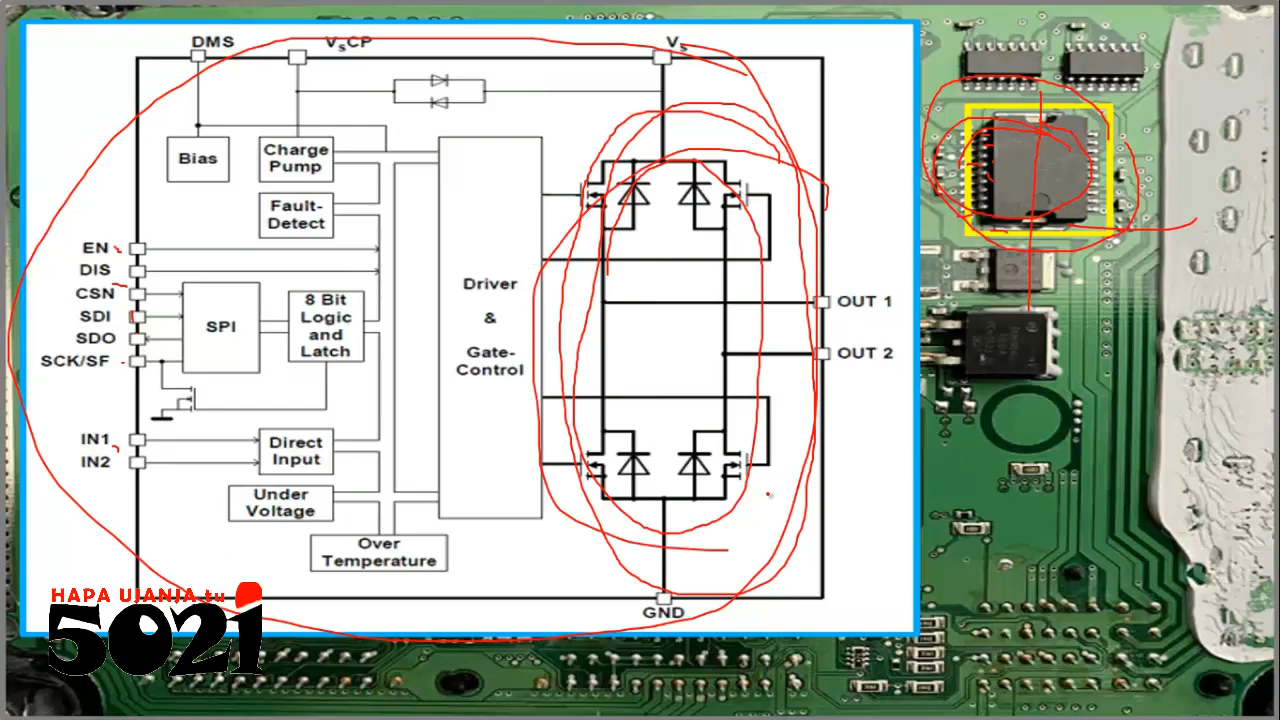 DMS
VSCP
VS
Bias
Charge
Pump
Fault-
Detect
EN
DIS
CSN
SDI
SDO
SCK/SF
SPI
8 Bit
Logic
and
Latch
Driver
&
Gate-
Control
OUT 1
OUT 2
IN1
IN2
Direct
Input
Under
Voltage
Over
Temperature
GND
HAPA UJANJA tu
5021